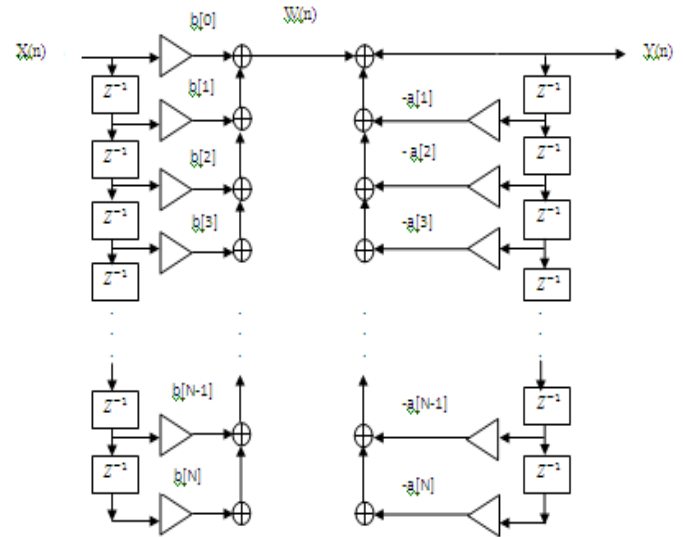 b[0] W(n)
X(n) Y(n)
Z⁻¹ b[1] -a[1] Z⁻¹
Z⁻¹ b[2] - a[2] Z⁻¹
Z⁻¹ b[3] -a[3] Z⁻¹
Z⁻¹ Z⁻¹
. . . . . .
. . . . . .
. . . . . .
Z⁻¹ b[N-1] -a[N-1] Z⁻¹
Z⁻¹ b[N] -a[N] Z⁻¹